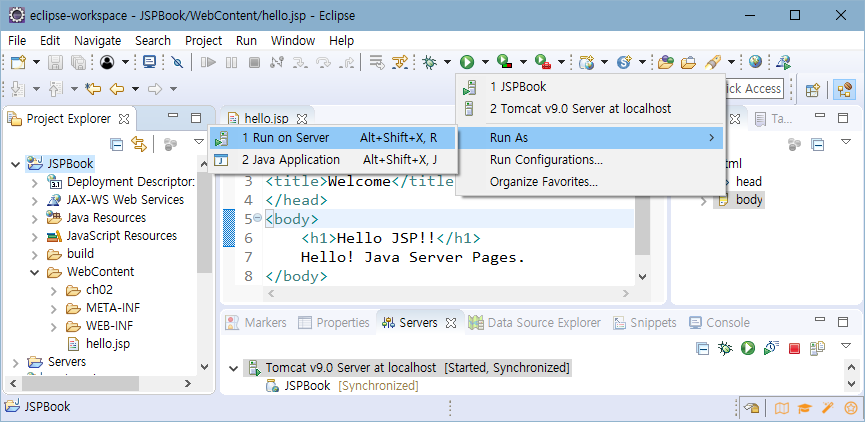 eclipse-workspace - JSPBook/WebContent/hello.jsp - Eclipse
File Edit Navigate Search Project Run Window Help
ick Access
1 JSPBook
2 Tomcat v9.0 Server at localhost
Run As
Run Configurations...
Organize Favorites...
1 Run on Server Alt+Shift+X, R
2 Java Application Alt+Shift+X, J
Project Explorer
JSPBook
Deployment Descriptor:
JAX-WS Web Services
Java Resources
JavaScript Resources
build
WebContent
ch02
META-INF
WEB-INF
hello.jsp
Servers
hello.jsp
<title>Welcome</title
4 </head>
5 <body>
6 <h1>Hello JSP!!</h1>
7 Hello! Java Server Pages.
8 </body>
Ta...
tml
head
body
Markers Properties Servers Data Source Explorer Snippets Console
Tomcat v9.0 Server at localhost [Started, Synchronized]
JSPBook [Synchronized]
JSPBook